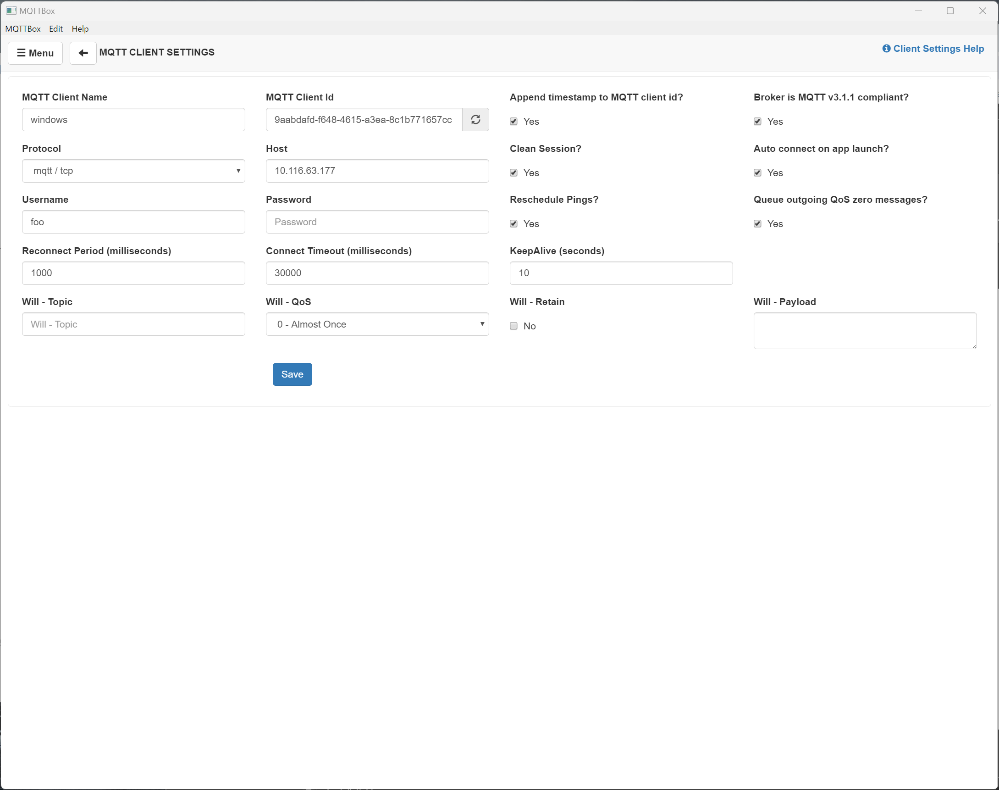 MQTTBox
MQTTBox Edit Help
Menu MQTT CLIENT SETTINGS Client Settings Help
MQTT Client Name MQTT Client Id Append timestamp to MQTT client id? Broker is MQTT v3.1.1 compliant?
windows 9aabdafd-f648-4615-a3ea-8c1b771657cc Yes Yes
Protocol Host Clean Session? Auto connect on app launch?
mqtt / tcp 10.116.63.177 Yes Yes
Username Password Reschedule Pings? Queue outgoing QoS zero messages?
foo Password Yes Yes
Reconnect Period (milliseconds) Connect Timeout (milliseconds) KeepAlive (seconds)
1000 30000 10
Will - Topic Will - QoS Will - Retain Will - Payload
Will - Topic 0 - Almost Once No
Save